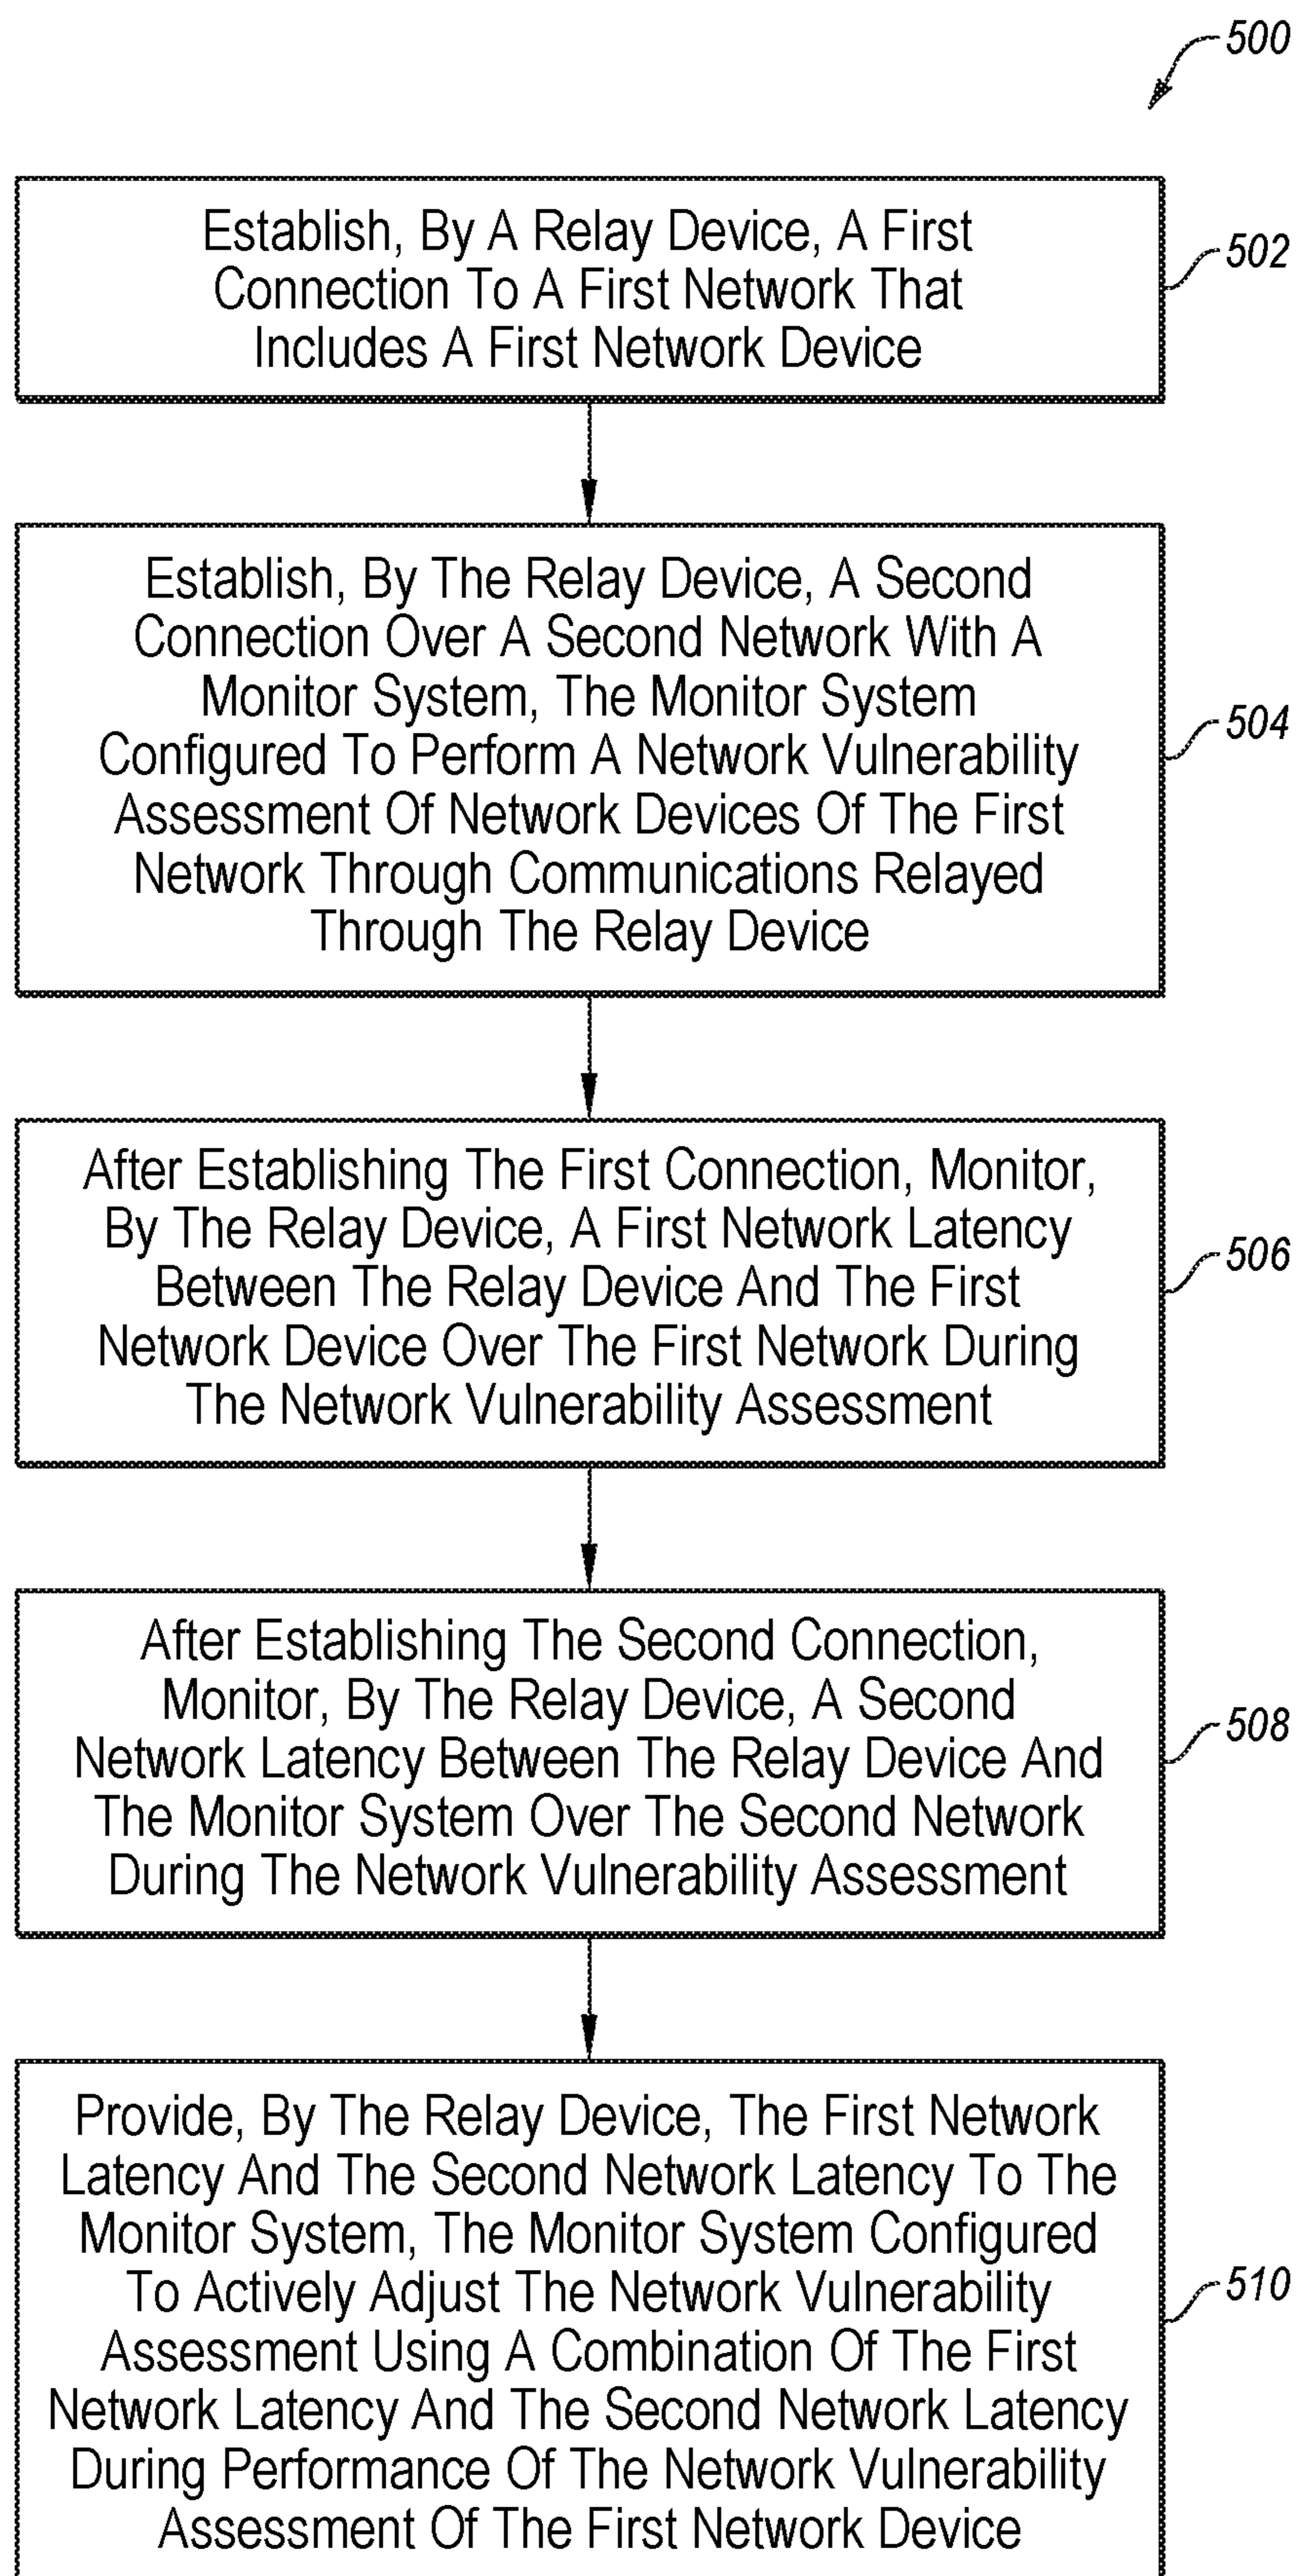 500
Establish, By A Relay Device, A First
Connection To A First Network That
Includes A First Network Device
502
Establish, By The Relay Device, A Second
Connection Over A Second Network With A
Monitor System, The Monitor System
Configured To Perform A Network Vulnerability
Assessment Of Network Devices Of The First
Network Through Communications Relayed
Through The Relay Device
504
After Establishing The First Connection, Monitor,
By The Relay Device, A First Network Latency
Between The Relay Device And The First
Network Device Over The First Network During
The Network Vulnerability Assessment
506
After Establishing The Second Connection,
Monitor, By The Relay Device, A Second
Network Latency Between The Relay Device And
The Monitor System Over The Second Network
During The Network Vulnerability Assessment
508
Provide, By The Relay Device, The First Network
Latency And The Second Network Latency To The
Monitor System, The Monitor System Configured
To Actively Adjust The Network Vulnerability
Assessment Using A Combination Of The First
Network Latency And The Second Network Latency
During Performance Of The Network Vulnerability
Assessment Of The First Network Device
510